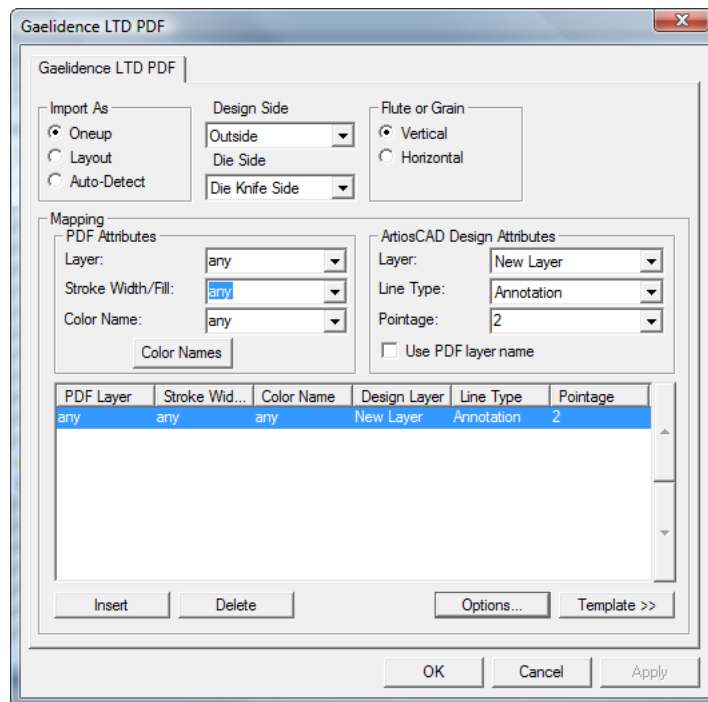 Gaelidence LTD PDF
Gaelidence LTD PDF
Import As
Oneup
Layout
Auto-Detect
Design Side
Outside
Die Side
Die Knife Side
Flute or Grain
Vertical
Horizontal
Mapping
PDF Attributes
Layer: any
Stroke Width/Fill: any
Color Name: any
Color Names
ArtiosCAD Design Attributes
Layer: New Layer
Line Type: Annotation
Pointage: 2
Use PDF layer name
PDF Layer Stroke Wid... Color Name Design Layer Line Type Pointage
any any any New Layer Annotation 2
Insert Delete Options... Template >>
OK Cancel Apply